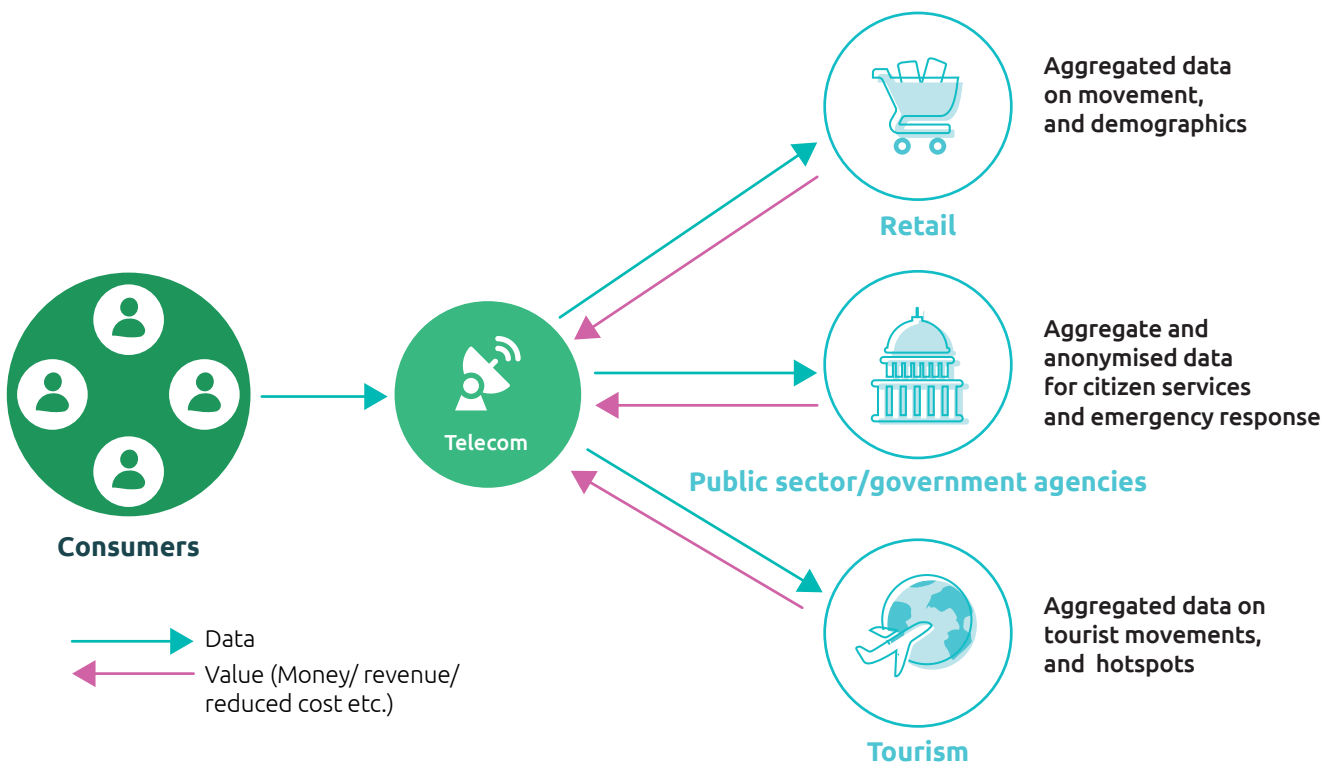 Aggregated data
on movement,
and demographics
Retail
Aggregate and
anonymised data
for citizen services
and emergency response
Telecom
Public sector/government agencies
Consumers
Aggregated data on
tourist movements,
and hotspots
Data
Value (Money/ revenue/
reduced cost etc.)
Tourism